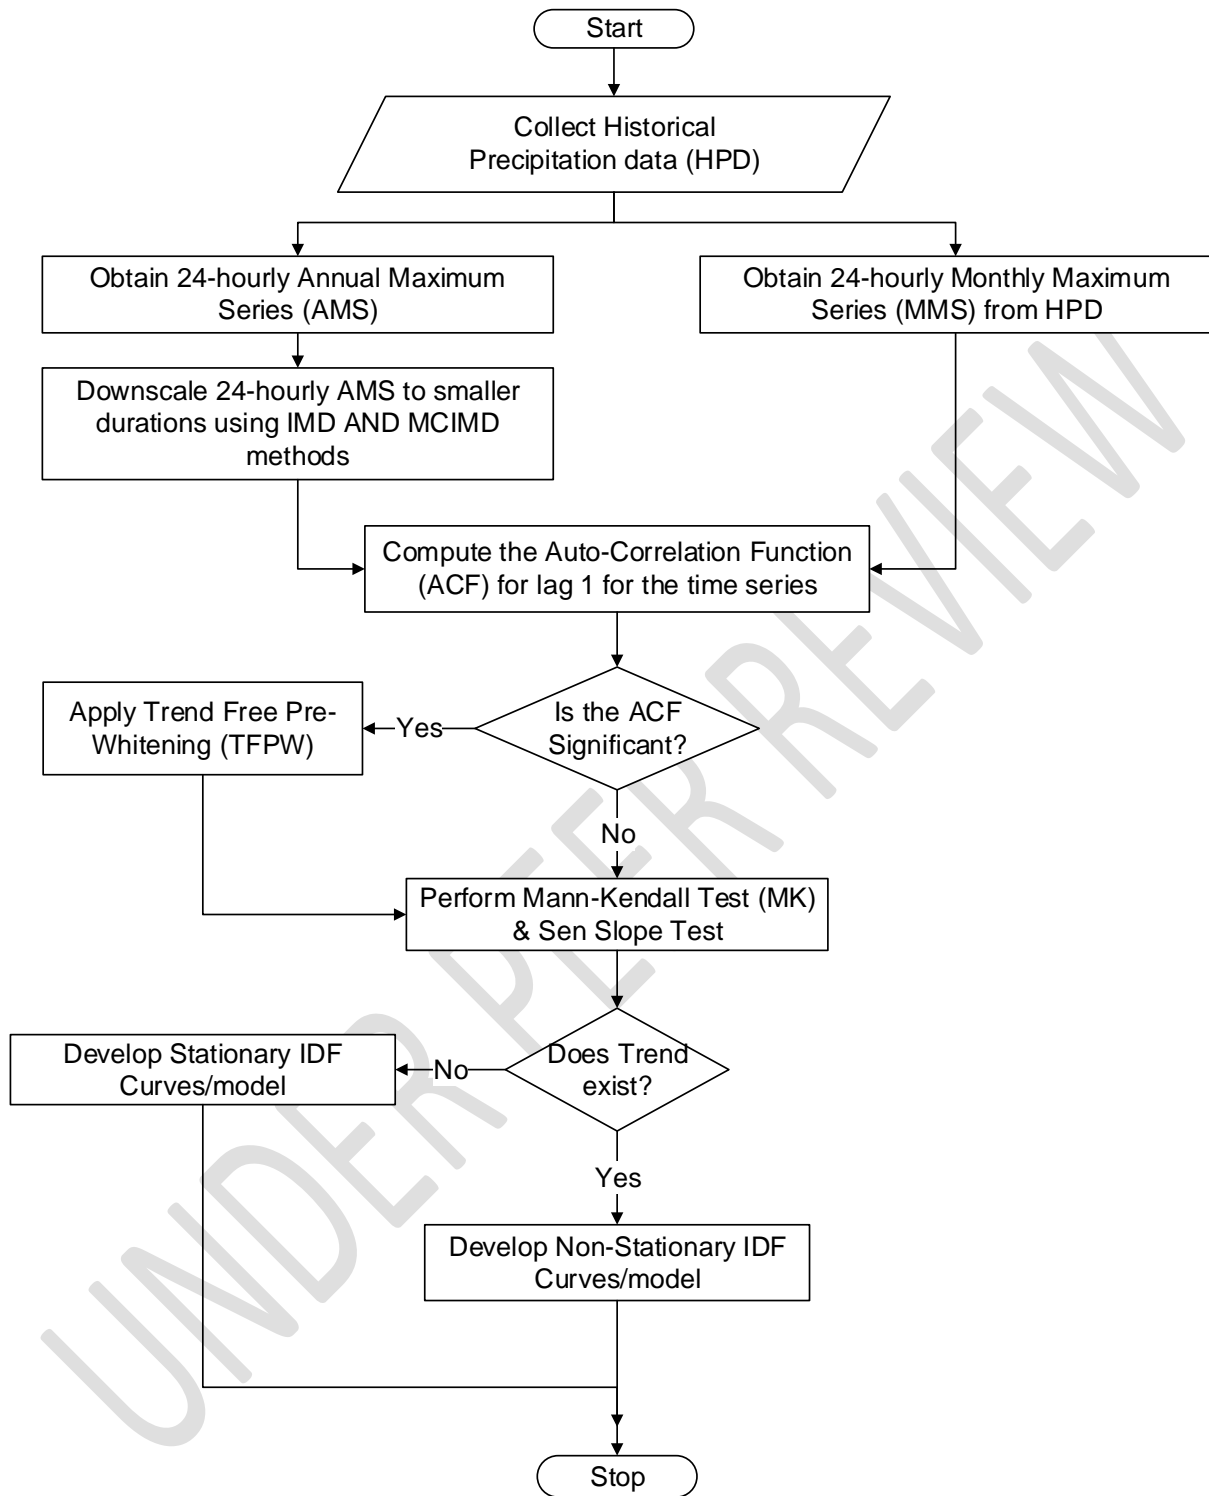 Start
Collect Historical
Precipitation data (HPD)
Obtain 24-hourly Annual Maximum
Series (AMS)
Obtain 24-hourly Monthly Maximum
Series (MMS) from HPD
Downscale 24-hourly AMS to smaller
durations using IMD AND MCIMD
methods
Compute the Auto-Correlation Function
(ACF) for lag 1 for the time series
Is the ACF
Significant?
Yes
Apply Trend Free Pre-
Whitening (TFPW)
No
Perform Mann-Kendall Test (MK)
& Sen Slope Test
Does Trend
exist?
No
Develop Stationary IDF
Curves/model
Yes
Develop Non-Stationary IDF
Curves/model
Stop
UNDER PEER REVIEW